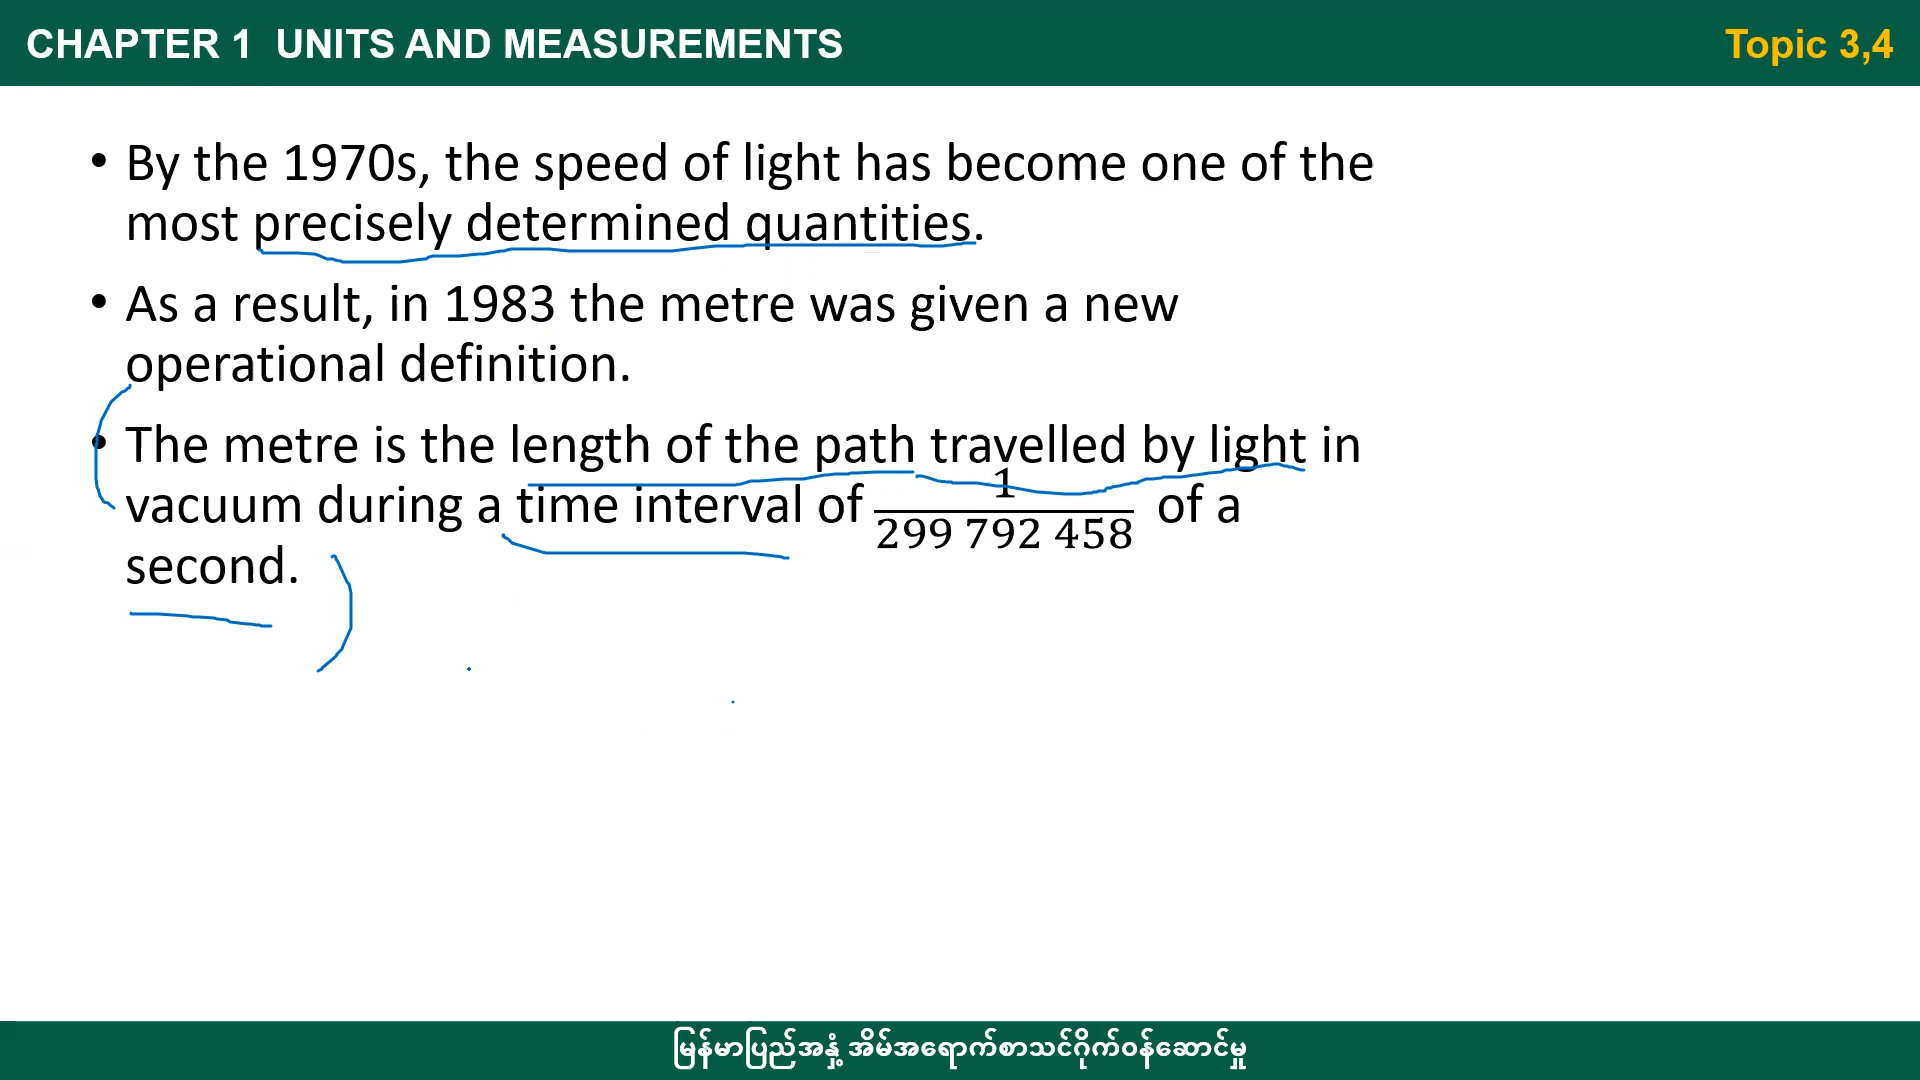 CHAPTER 1 UNITS AND MEASUREMENTS
Topic 3,4
• By the 1970s, the speed of light has become one of the
most precisely determined quantities.
• As a result, in 1983 the metre was given a new
operational definition.
• The metre is the length of the path travelled by light in
vacuum during a time interval of 1/299 792 458 of a
second.
မြန်မာပြည်အနှံ့ အိမ်အရောက်စာသင်ဂိုက်ဝန်ဆောင်မှု